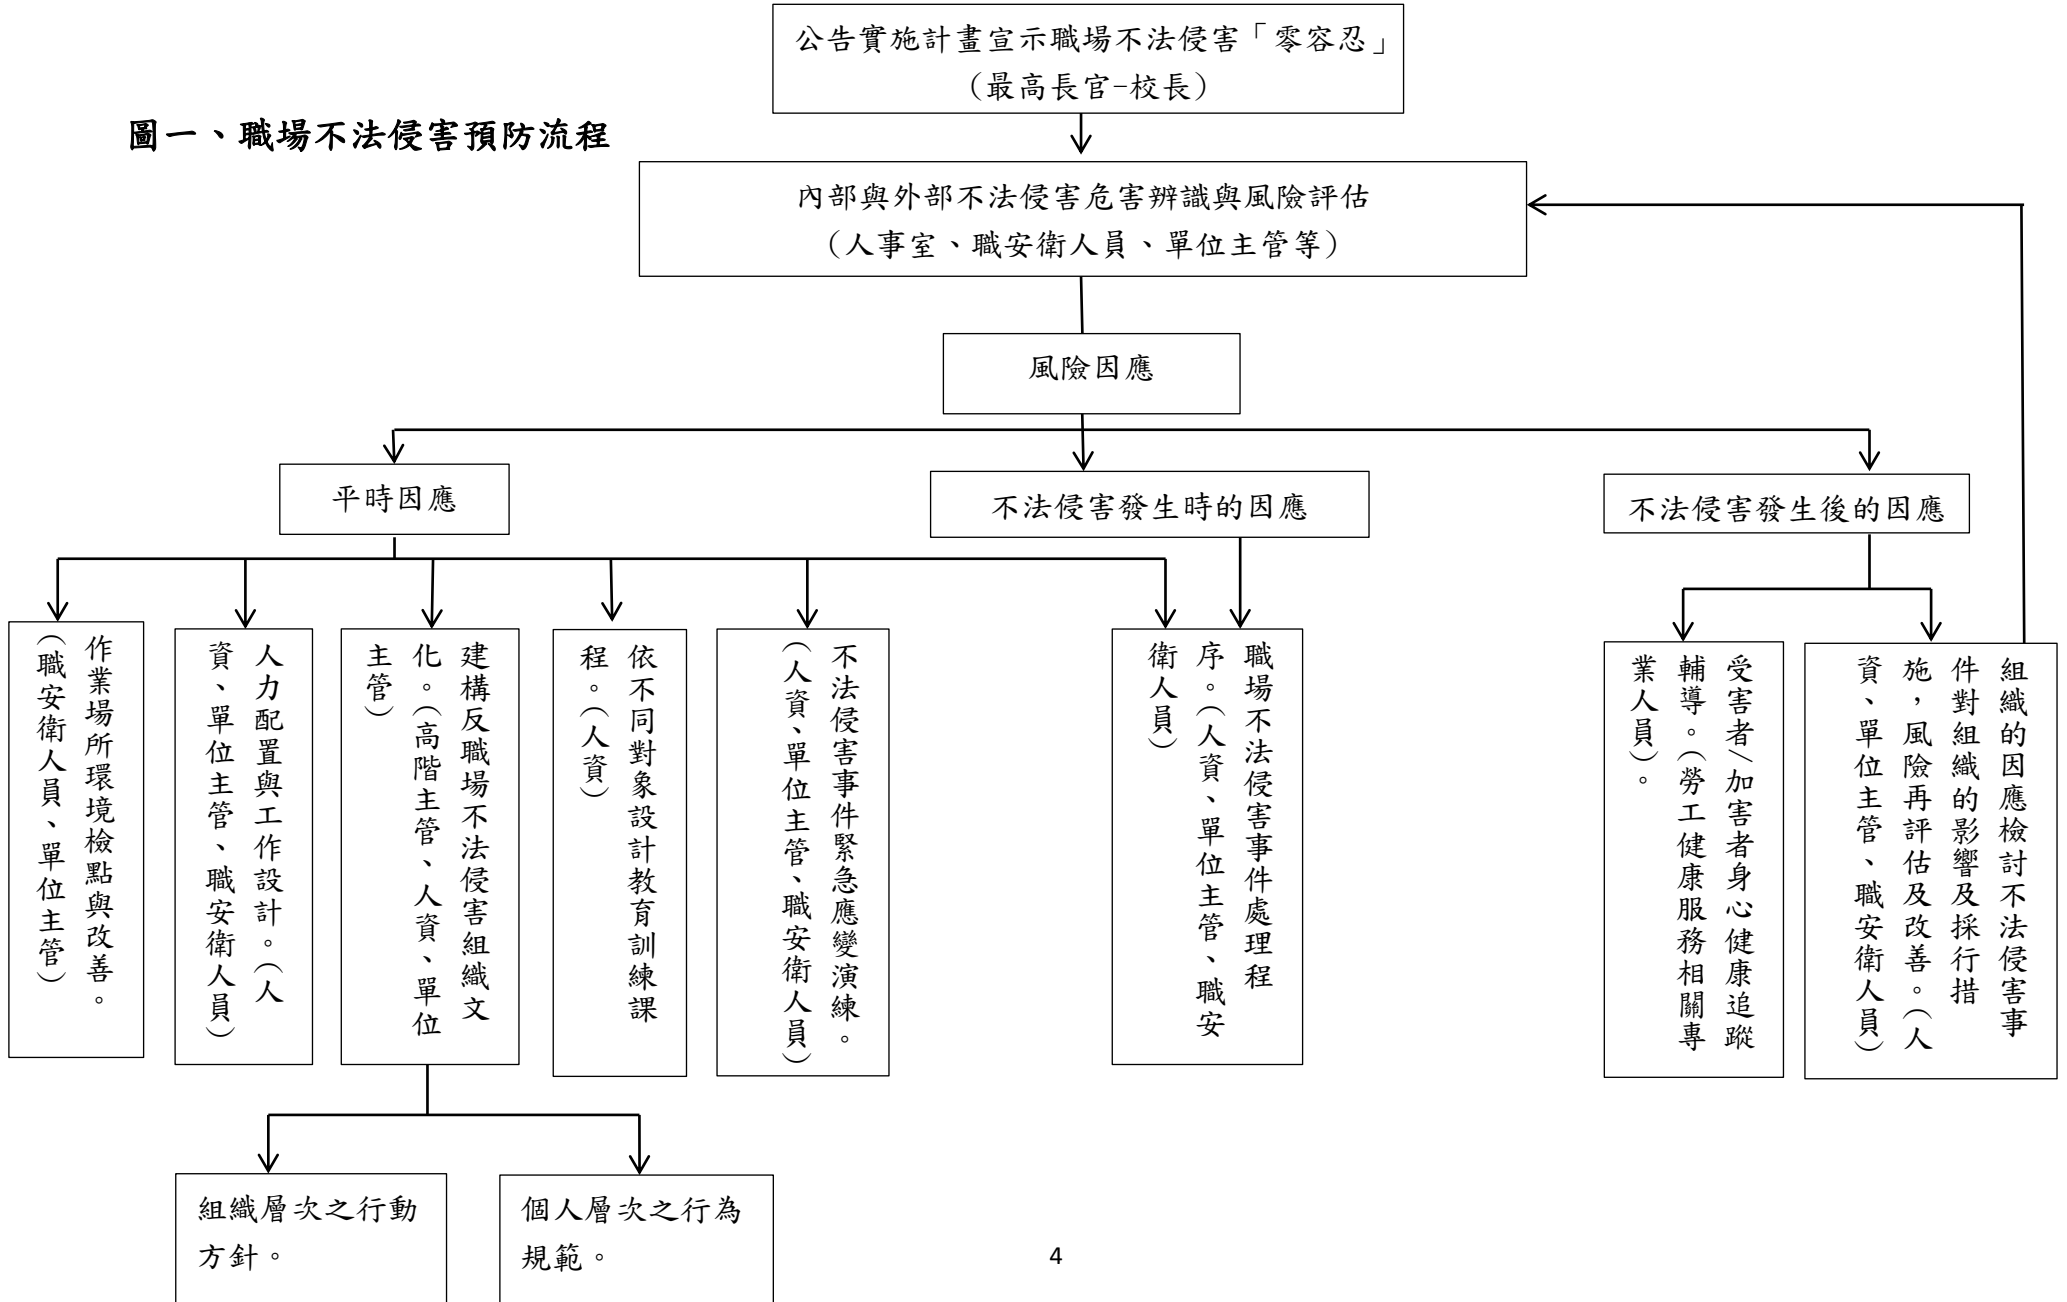 公告實施計畫宣示職場不法侵害「零容忍」
（最高長官-校長）
圖一、職場不法侵害預防流程
內部與外部不法侵害危害辨識與風險評估
（人事室、職安衛人員、單位主管等）
風險因應
平時因應
不法侵害發生時的因應
不法侵害發生後的因應
作業場所環境檢點與改善。
（職安衛人員、單位主管）
人力配置與工作設計。（人
資、單位主管、職安衛人員）
建構反職場不法侵害組織文
化。（高階主管、人資、單位
主管）
依不同對象設計教育訓練課
程。（人資）
不法侵害事件緊急應變演練。
（人資、單位主管、職安衛人員）
職場不法侵害事件處理程
序。（人資、單位主管、職安
衛人員）
受害者/加害者身心健康追蹤
輔導。（勞工健康服務相關專
業人員）。
組織的因應檢討不法侵害事
件對組織的影響及採行措
施，風險再評估及改善。（人
資、單位主管、職安衛人員）
組織層次之行動
方針。
個人層次之行為
規範。
4